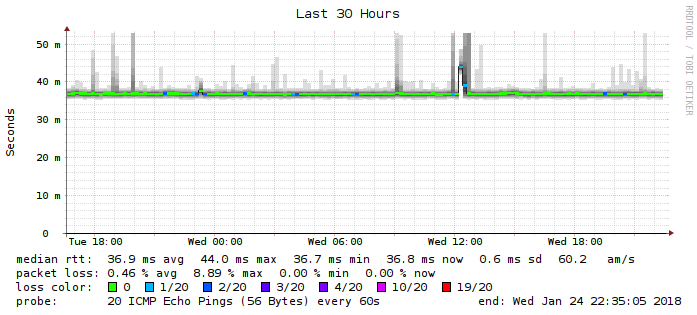 Last 30 Hours
RRDTOOL / TOBI OETIKER
Seconds
50 m
40 m
30 m
20 m
10 m
0
Tue 18:00 Wed 00:00 Wed 06:00 Wed 12:00 Wed 18:00
median rtt: 36.9 ms avg 44.0 ms max 36.7 ms min 36.8 ms now 0.6 ms sd 60.2 am/s
packet loss: 0.46 % avg 8.89 % max 0.00 % min 0.00 % now
loss color: 0 1/20 2/20 3/20 4/20 10/20 19/20
probe: 20 ICMP Echo Pings (56 Bytes) every 60s end: Wed Jan 24 22:35:05 2018